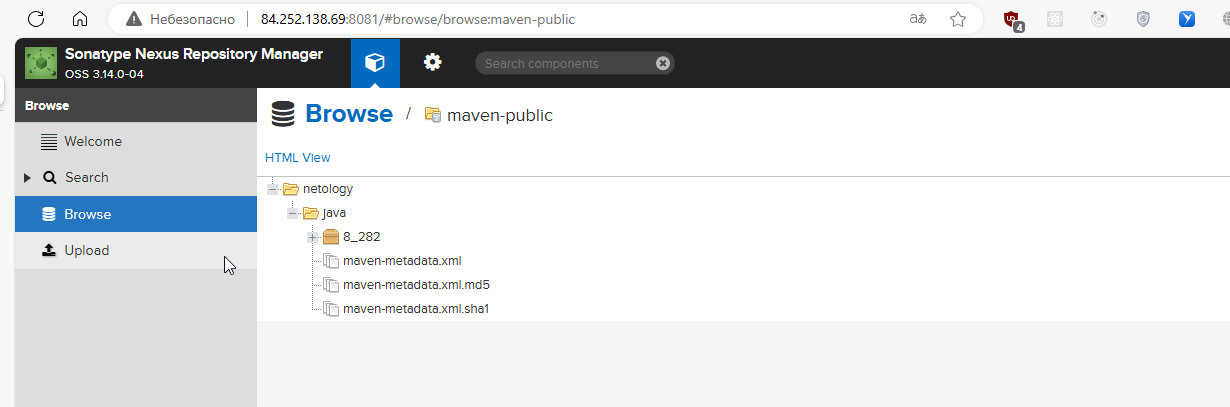 Небезопасно 84.252.138.69:8081/#browse/browse:maven-public аあ
4
Sonatype Nexus Repository Manager
OSS 3.14.0-04
Search components
Browse
Welcome
Search
Browse
Upload
Browse / maven-public
HTML View
netology
java
8_282
maven-metadata.xml
maven-metadata.xml.md5
maven-metadata.xml.sha1